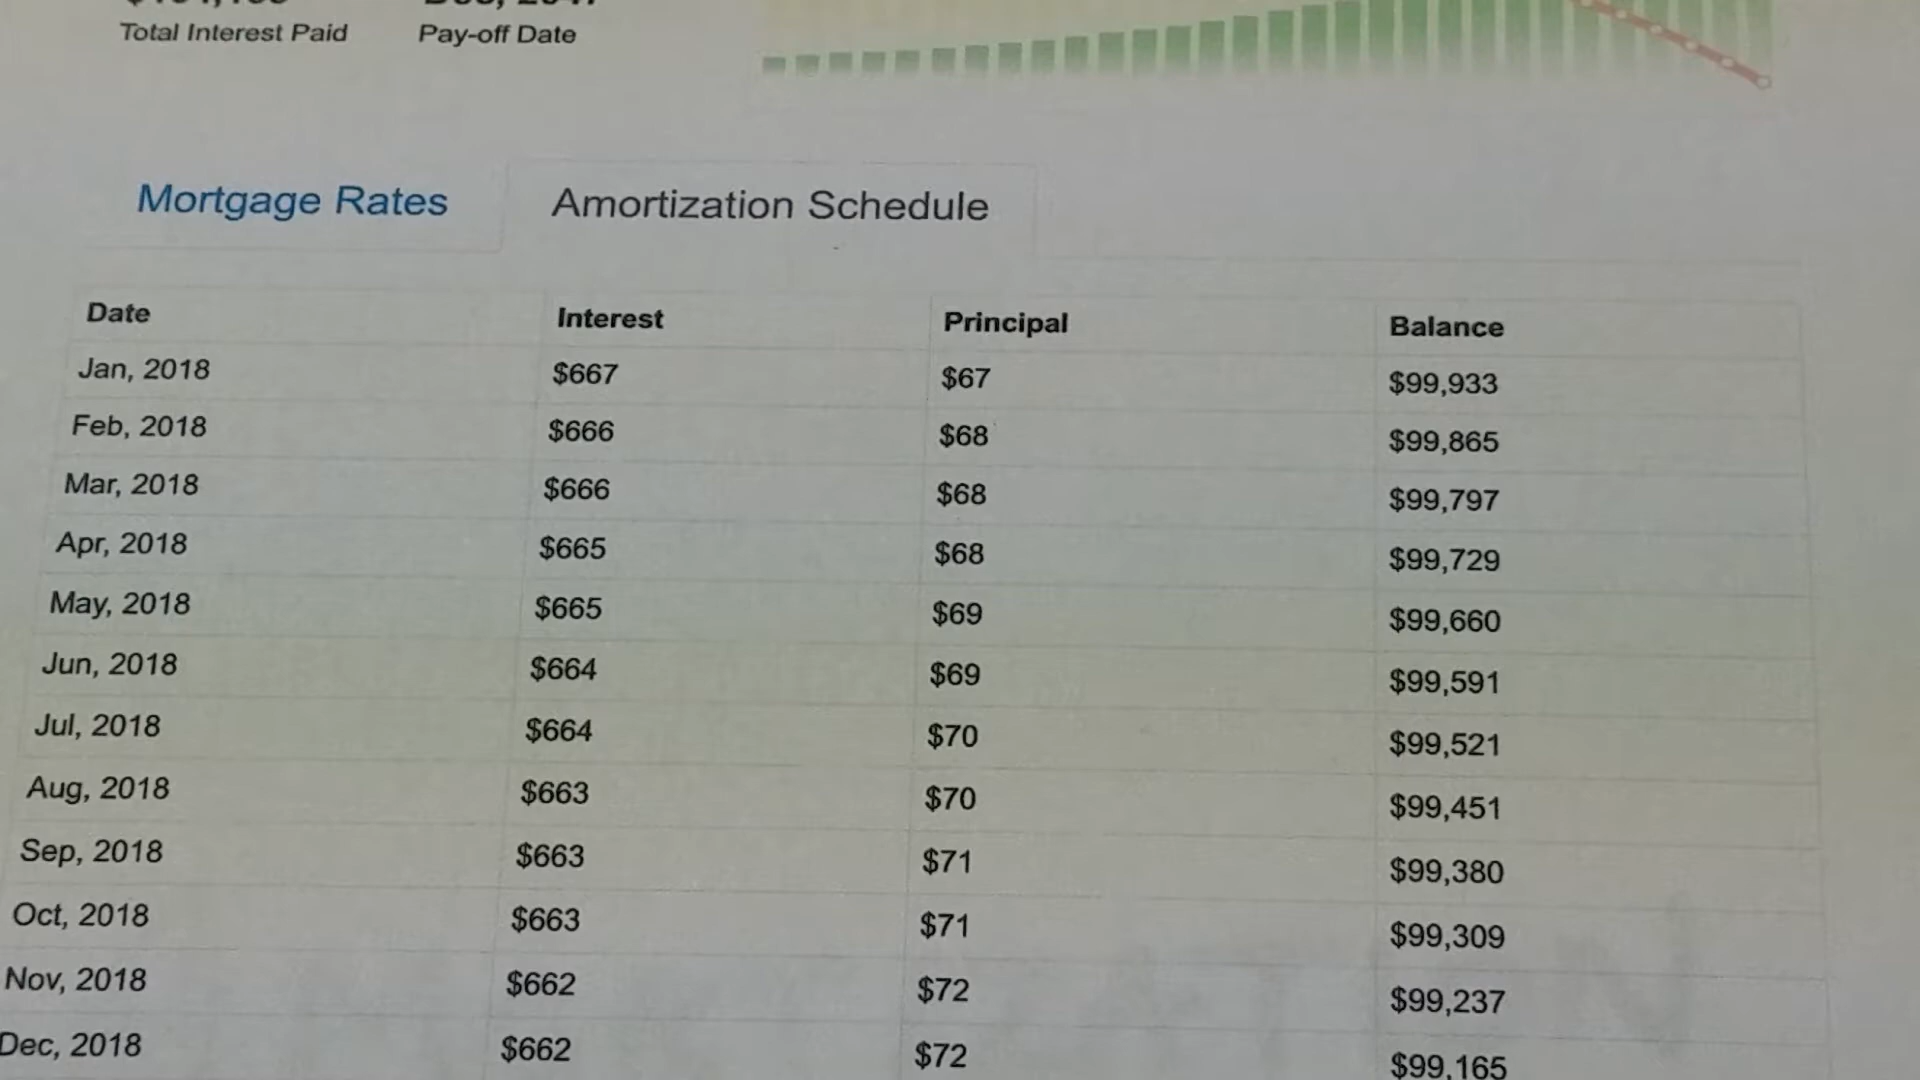 Total Interest Paid Pay-off Date
Mortgage Rates Amortization Schedule
Date Interest Principal Balance
Jan, 2018 $667 $67 $99,933
Feb, 2018 $666 $68 $99,865
Mar, 2018 $666 $68 $99,797
Apr, 2018 $665 $68 $99,729
May, 2018 $665 $69 $99,660
Jun, 2018 $664 $69 $99,591
Jul, 2018 $664 $70 $99,521
Aug, 2018 $663 $70 $99,451
Sep, 2018 $663 $71 $99,380
Oct, 2018 $663 $71 $99,309
Nov, 2018 $662 $72 $99,237
Dec, 2018 $662 $72 $99,165